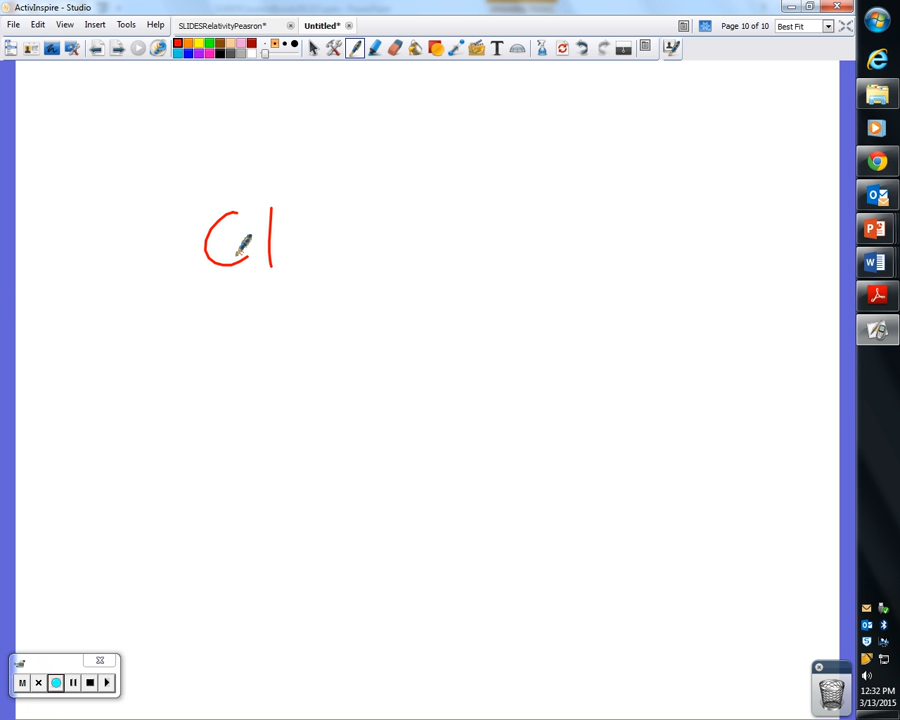 ActivInspire - Studio
File Edit View Insert Tools Help
SLIDESRelativityPeasron*
Untitled*
Page 10 of 10
Best Fit
Cl
M
12:32 PM
3/13/2015